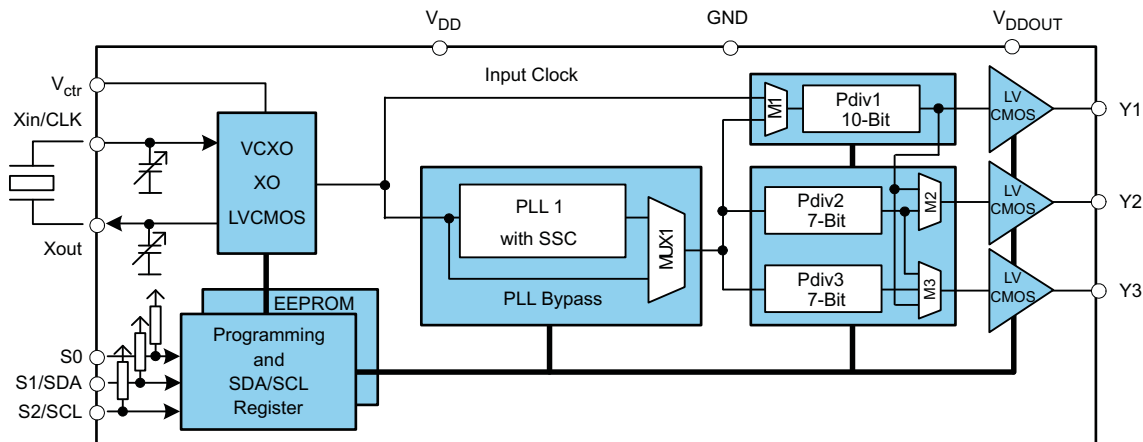 VDD
GND
VDDOUT
Vctr
Input Clock
Xin/CLK
VCXO
XO
LVCMOS
Xout
M1
Pdiv1
10-Bit
LV
CMOS
Y1
PLL 1
with SSC
MUX1
PLL Bypass
Pdiv2
7-Bit
M2
LV
CMOS
Y2
Pdiv3
7-Bit
M3
LV
CMOS
Y3
EEPROM
Programming
and
SDA/SCL
Register
S0
S1/SDA
S2/SCL